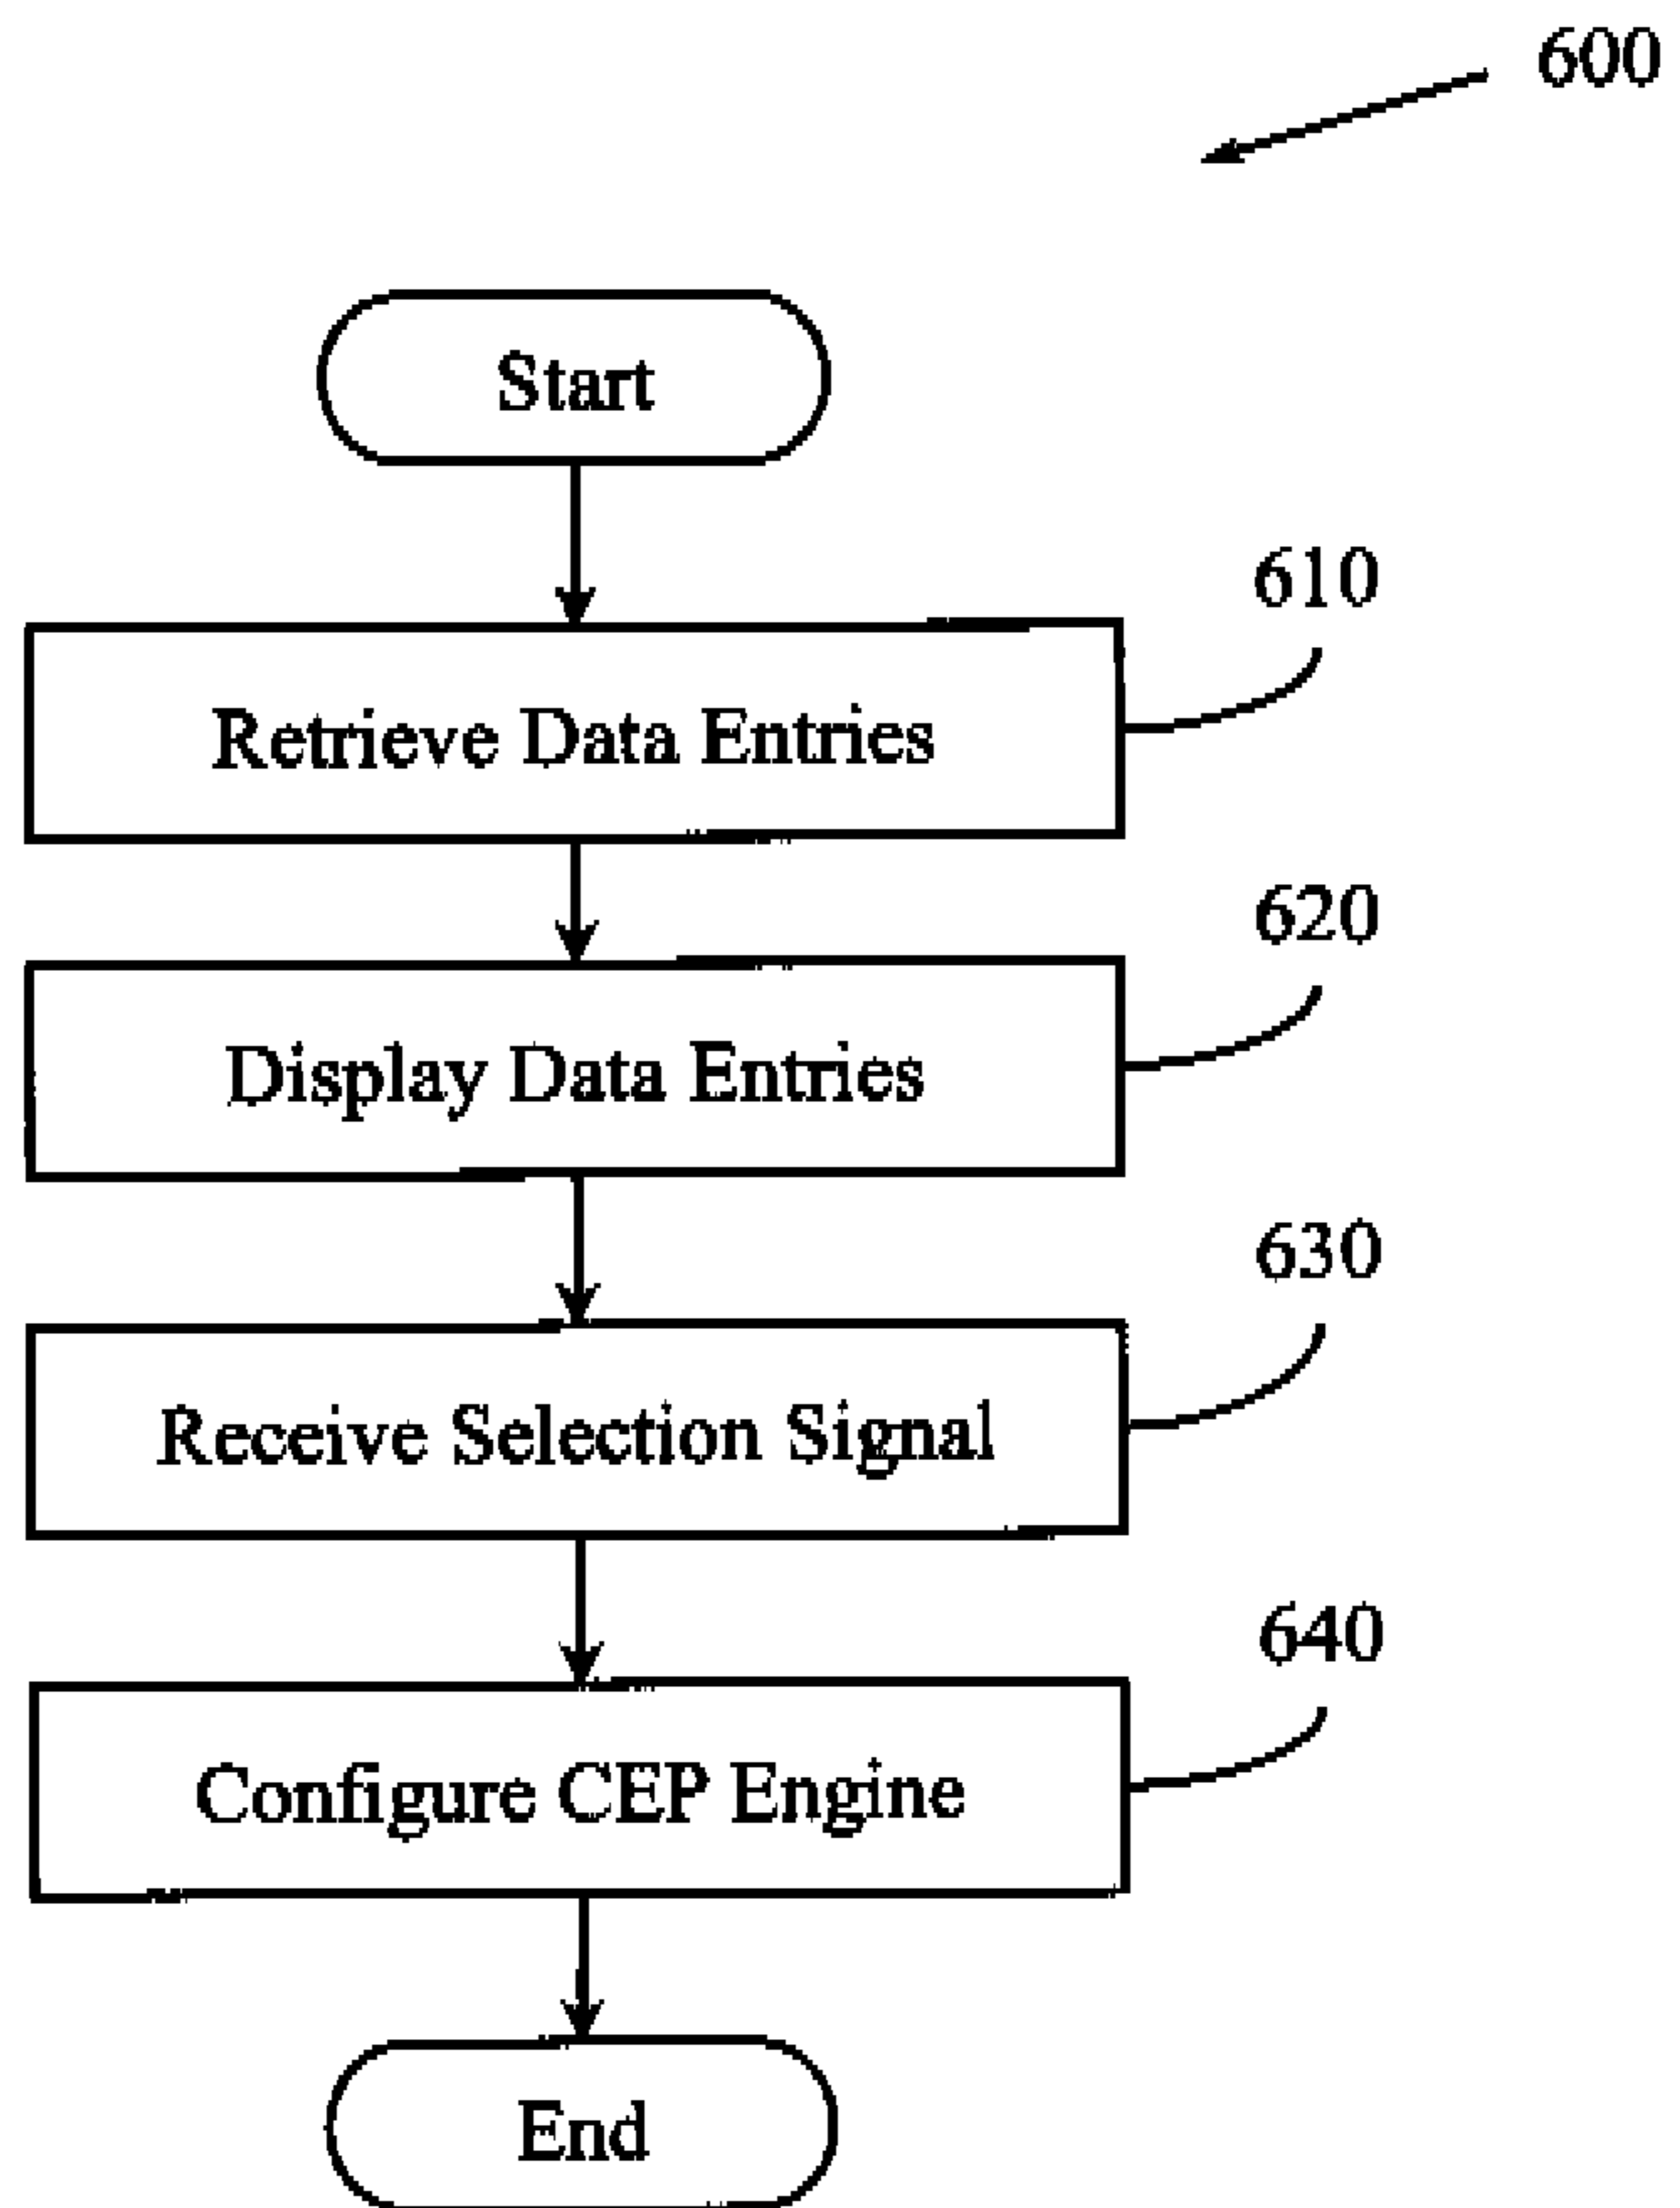 600
Start
610
Retrieve Data Entries
620
Display Data Entries
630
Receive Selection Signal
640
Configure CEP Engine
End